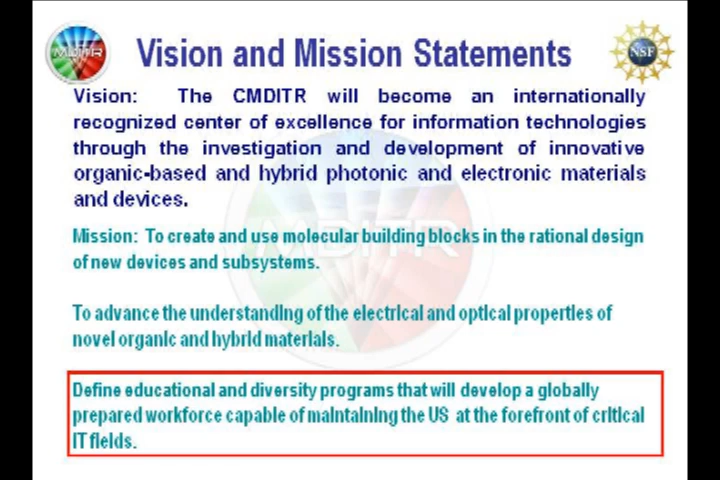 MDITR
Vision and Mission Statements
NSF
Vision: The CMDITR will become an internationally
recognized center of excellence for information technologies
through the investigation and development of innovative
organic-based and hybrid photonic and electronic materials
and devices.
Mission: To create and use molecular building blocks in the rational design
of new devices and subsystems.
To advance the understanding of the electrical and optical properties of
novel organic and hybrid materials.
Define educational and diversity programs that will develop a globally
prepared workforce capable of maintaining the US at the forefront of critical
IT fields.
MDITR